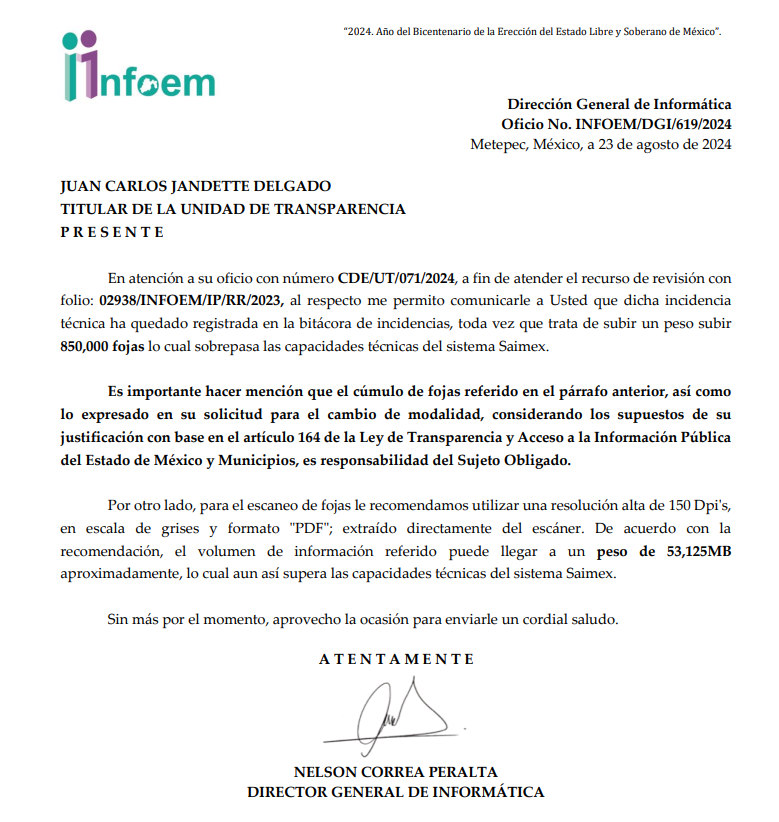 “2024. Año del Bicentenario de la Erección del Estado Libre y Soberano de México”.
infoem
Dirección General de Informática
Oficio No. INFOEM/DGI/619/2024
Metepec, México, a 23 de agosto de 2024
JUAN CARLOS JANDETTE DELGADO
TITULAR DE LA UNIDAD DE TRANSPARENCIA
P R E S E N T E
En atención a su oficio con número CDE/UT/071/2024, a fin de atender el recurso de revisión con
folio: 02938/INFOEM/IP/RR/2023, al respecto me permito comunicarle a Usted que dicha incidencia
técnica ha quedado registrada en la bitácora de incidencias, toda vez que trata de subir un peso subir
850,000 fojas lo cual sobrepasa las capacidades técnicas del sistema Saimex.
Es importante hacer mención que el cúmulo de fojas referido en el párrafo anterior, así como
lo expresado en su solicitud para el cambio de modalidad, considerando los supuestos de su
justificación con base en el artículo 164 de la Ley de Transparencia y Acceso a la Información Pública
del Estado de México y Municipios, es responsabilidad del Sujeto Obligado.
Por otro lado, para el escaneo de fojas le recomendamos utilizar una resolución alta de 150 Dpi's,
en escala de grises y formato "PDF"; extraído directamente del escáner. De acuerdo con la
recomendación, el volumen de información referido puede llegar a un peso de 53,125MB
aproximadamente, lo cual aun así supera las capacidades técnicas del sistema Saimex.
Sin más por el momento, aprovecho la ocasión para enviarle un cordial saludo.
A T E N T A M E N T E
NELSON CORREA PERALTA
DIRECTOR GENERAL DE INFORMÁTICA